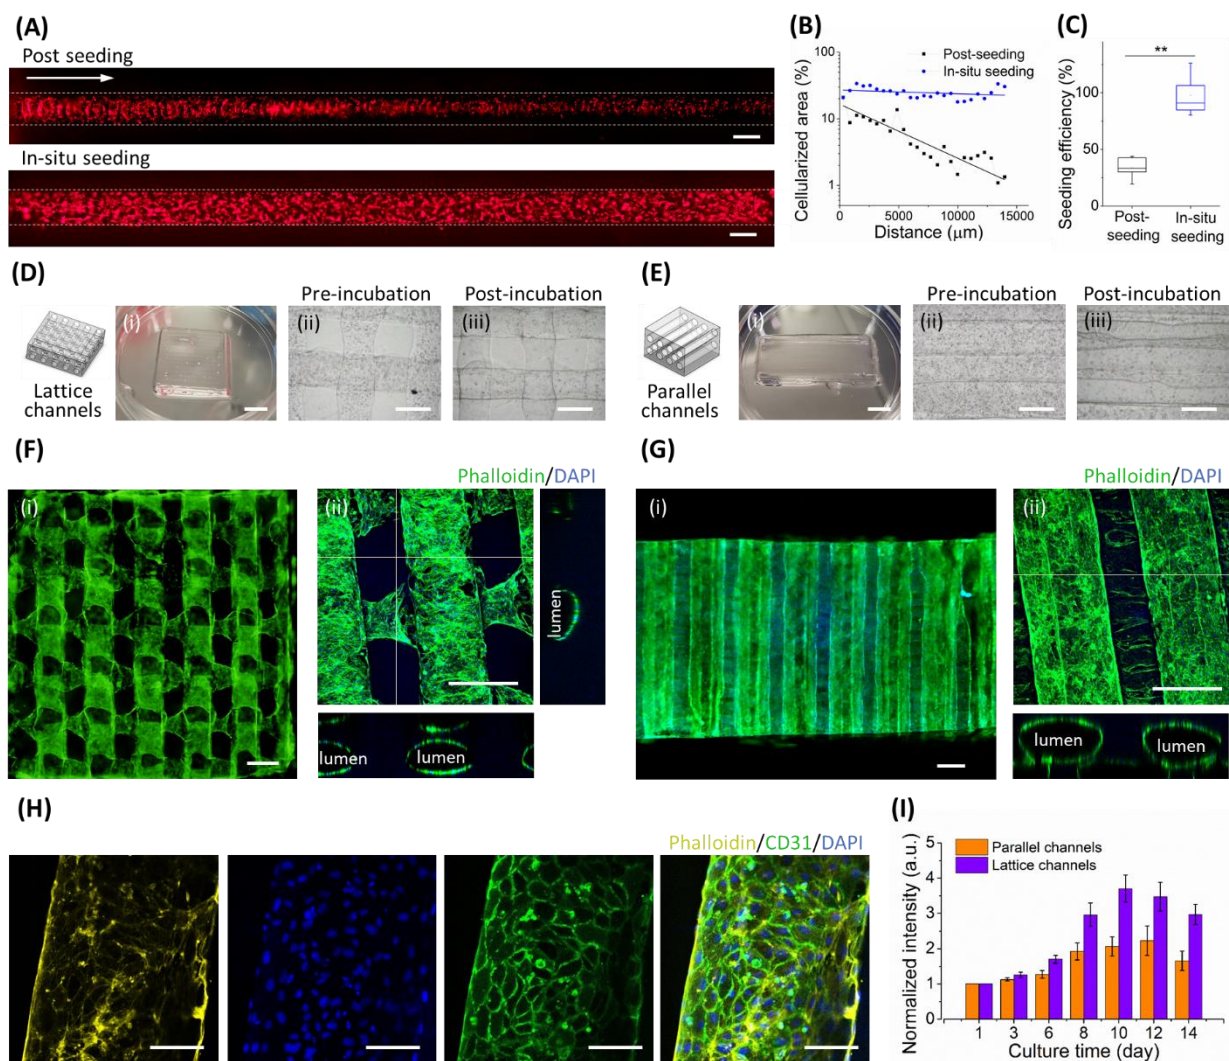 (A)
Post seeding
In-situ seeding
(B)
Cellularized area (%)
100
10
1
Post-seeding
In-situ seeding
0
5000
10000
15000
Distance (μm)
(C)
Seeding efficiency (%)
**
100
50
0
Post-
seeding
In-situ
seeding
(D)
Lattice
channels
(i)
Pre-incubation
(ii)
Post-incubation
(iii)
(E)
Parallel
channels
(i)
Pre-incubation
(ii)
Post-incubation
(iii)
(F)
Phalloidin/DAPI
(i)
(ii)
lumen
lumen
lumen
(G)
Phalloidin/DAPI
(i)
(ii)
lumen
lumen
(H)
Phalloidin/CD31/DAPI
(I)
Normalized intensity (a.u.)
5
4
3
2
1
0
Parallel channels
Lattice channels
1 3 6 8 10 12 14
Culture time (day)